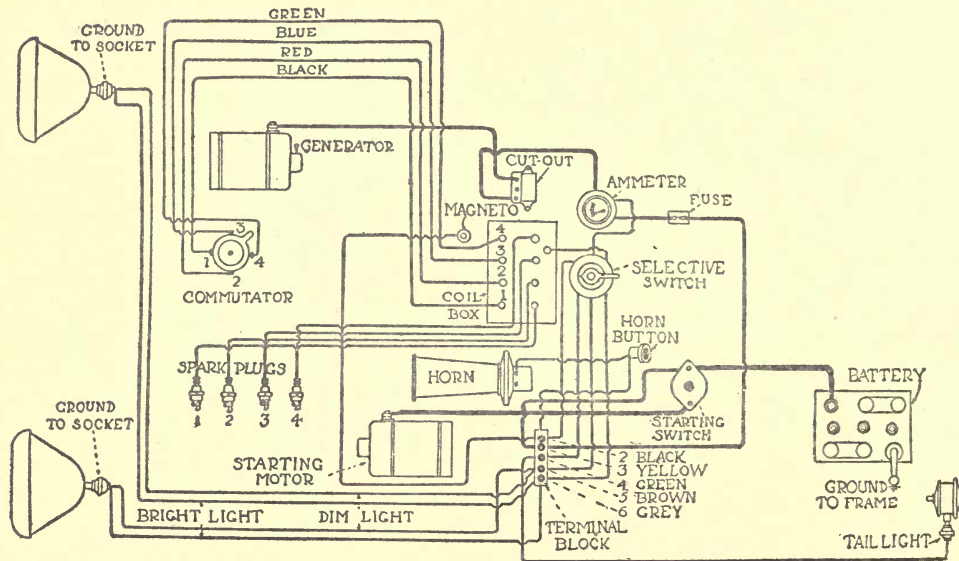 GREEN
BLUE
RED
BLACK
GROUND
TO SOCKET
GENERATOR
CUT-OUT
AMMETER
FUSE
MAGNETO
4
3
2
1
COIL
BOX
3
1
4
2
COMMUTATOR
SELECTIVE
SWITCH
HORN
BUTTON
SPARK PLUGS
1
2
3
4
HORN
BATTERY
STARTING
SWITCH
GROUND
TO SOCKET
STARTING
MOTOR
2 BLACK
3 YELLOW
4 GREEN
5 BROWN
6 GREY
TERMINAL
BLOCK
GROUND
TO FRAME
BRIGHT LIGHT
DIM LIGHT
TAIL LIGHT